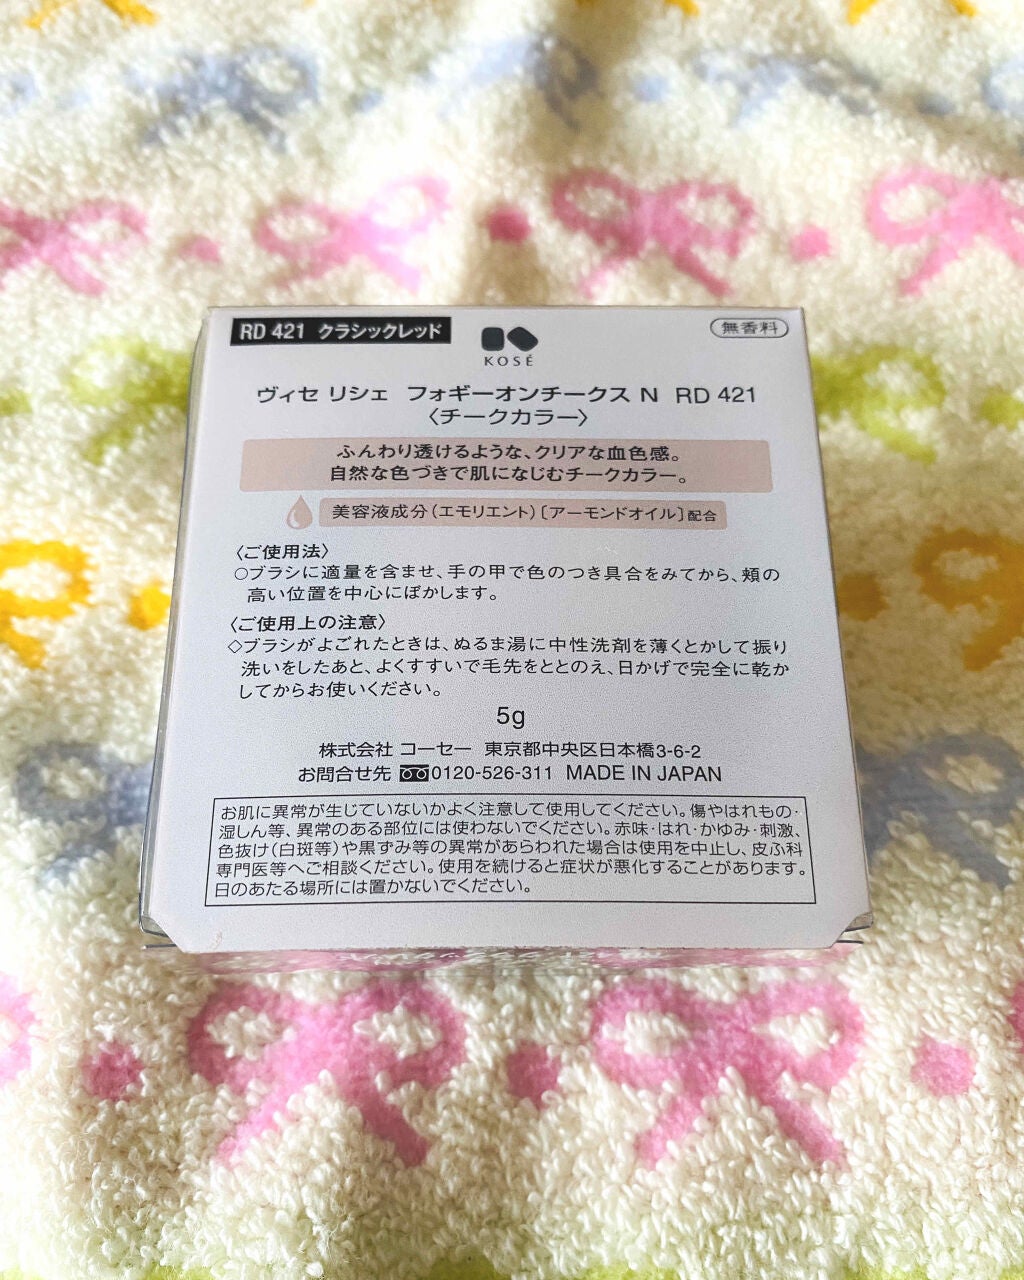 RD 421 クラシックレッド
KOSÉ
無香料
ヴィセ リシェ フォギーオンチークス N RD 421
〈チークカラー〉
ふんわり透けるような、クリアな血色感。
自然な色づきで肌になじむチークカラー。
美容液成分(エモリエント)〔アーモンドオイル〕配合
〈ご使用法〉
○ブラシに適量を含ませ、手の甲で色のつき具合をみてから、頬の
高い位置を中心にぼかします。
〈ご使用上の注意〉
◇ブラシがよごれたときは、ぬるま湯に中性洗剤を薄くとかして振り
洗いをしたあと、よくすすいで毛先をととのえ、日かげで完全に乾か
してからお使いください。
5g
株式会社 コーセー 東京都中央区日本橋3-6-2
お問合せ先 0120-526-311 MADE IN JAPAN
お肌に異常が生じていないかよく注意して使用してください。傷やはれもの・
湿しん等、異常のある部位には使わないでください。赤味・はれ・かゆみ・刺激、
色抜け(白斑等)や黒ずみ等の異常があらわれた場合は使用を中止し、皮ふ科
専門医等へご相談ください。使用を続けると症状が悪化することがあります。
日のあたる場所には置かないでください。